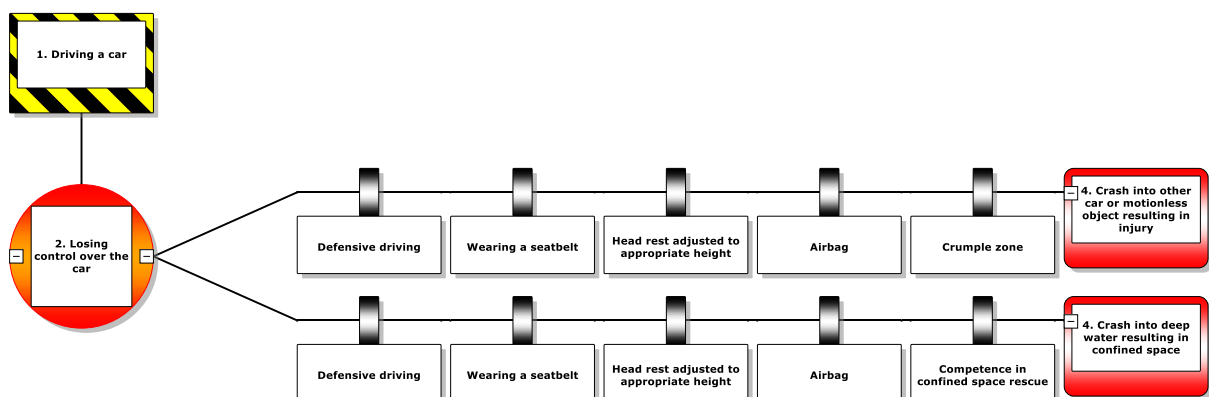 1. Driving a car
2. Losing
control over the
car
Defensive driving
Wearing a seatbelt
Head rest adjusted to
appropriate height
Airbag
Crumple zone
4. Crash into other
car or motionless
object resulting in
injury
Defensive driving
Wearing a seatbelt
Head rest adjusted to
appropriate height
Airbag
Competence in
confined space rescue
4. Crash into deep
water resulting in
confined space